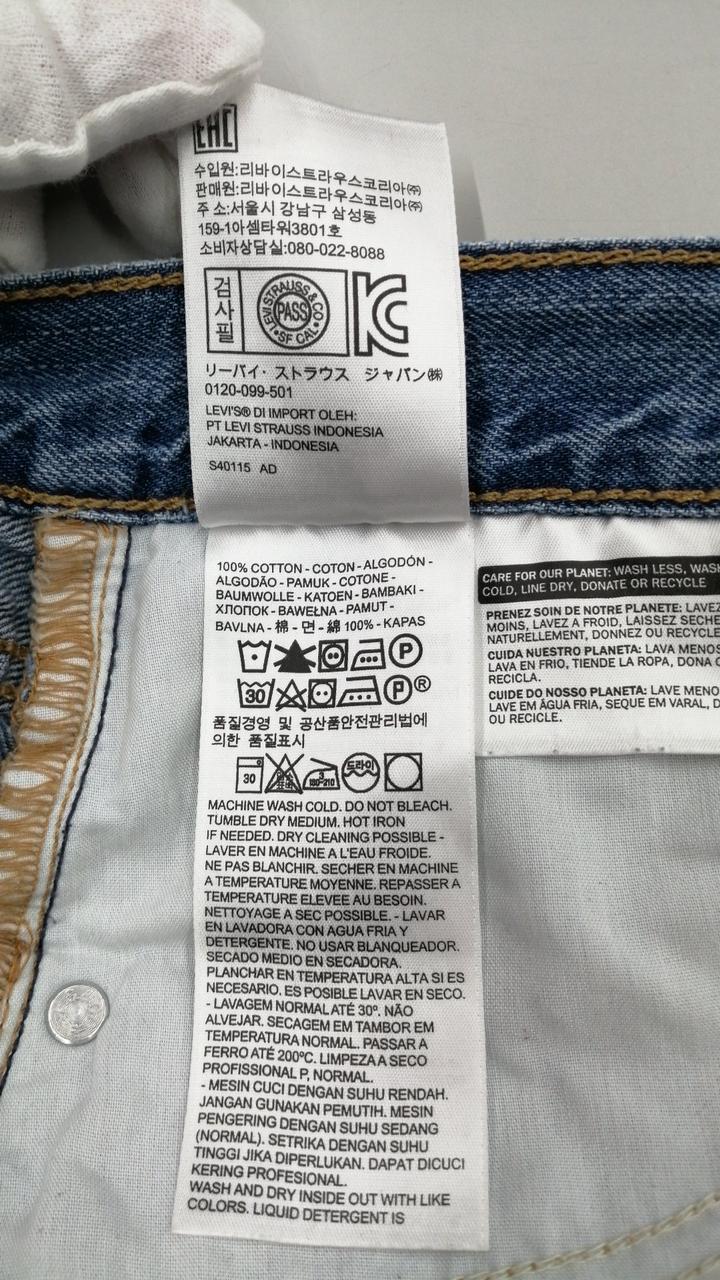 EAC
수입원:리바이스트라우스코리아㈜
판매원:리바이스트라우스코리아㈜
주 소:서울시 강남구 삼성동
159-1아셈타워3801호
소비자상담실:080-022-8088
검사필
LEVI STRAUSS & CO
PASS
SF CAL
KC
リーバイ・ストラウス ジャパン㈱
0120-099-501
LEVI'S® DI IMPORT OLEH:
PT LEVI STRAUSS INDONESIA
JAKARTA - INDONESIA
S40115 AD
100% COTTON - COTON - ALGODÓN -
ALGODÃO - PAMUK - COTONE -
BAUMWOLLE - KATOEN - BAMBAKI -
ХЛОПОК - BAWEŁNA - PAMUT -
BAVLNA - 棉 - 면 - 綿 100% - KAPAS
P
30 P®
품질경영 및 공산품안전관리법에
의한 품질표시
30 3 180-210 드라이
MACHINE WASH COLD. DO NOT BLEACH.
TUMBLE DRY MEDIUM. HOT IRON
IF NEEDED. DRY CLEANING POSSIBLE -
LAVER EN MACHINE A L'EAU FROIDE.
NE PAS BLANCHIR. SECHER EN MACHINE
A TEMPERATURE MOYENNE. REPASSER A
TEMPERATURE ELEVEE AU BESOIN.
NETTOYAGE A SEC POSSIBLE. - LAVAR
EN LAVADORA CON AGUA FRIA Y
DETERGENTE. NO USAR BLANQUEADOR.
SECADO MEDIO EN SECADORA.
PLANCHAR EN TEMPERATURA ALTA SI ES
NECESARIO. ES POSIBLE LAVAR EN SECO.
- LAVAGEM NORMAL ATÉ 30º. NÃO
ALVEJAR. SECAGEM EM TAMBOR EM
TEMPERATURA NORMAL. PASSAR A
FERRO ATÉ 200ºC. LIMPEZA A SECO
PROFISSIONAL P, NORMAL.
- MESIN CUCI DENGAN SUHU RENDAH.
JANGAN GUNAKAN PEMUTIH. MESIN
PENGERING DENGAN SUHU SEDANG
(NORMAL). SETRIKA DENGAN SUHU
TINGGI JIKA DIPERLUKAN. DAPAT DICUCI
KERING PROFESIONAL.
WASH AND DRY INSIDE OUT WITH LIKE
COLORS. LIQUID DETERGENT IS
CARE FOR OUR PLANET: WASH LESS, WASH
COLD, LINE DRY, DONATE OR RECYCLE
PRENEZ SOIN DE NOTRE PLANETE: LAVEZ
MOINS, LAVEZ A FROID, LAISSEZ SECHE
NATURELLEMENT, DONNEZ OU RECYCLE
CUIDA NUESTRO PLANETA: LAVA MENOS
LAVA EN FRIO, TIENDE LA ROPA, DONA O
RECICLA.
CUIDE DO NOSSO PLANETA: LAVE MENO
LAVE EM ÁGUA FRIA, SEQUE EM VARAL, D
OU RECICLE.